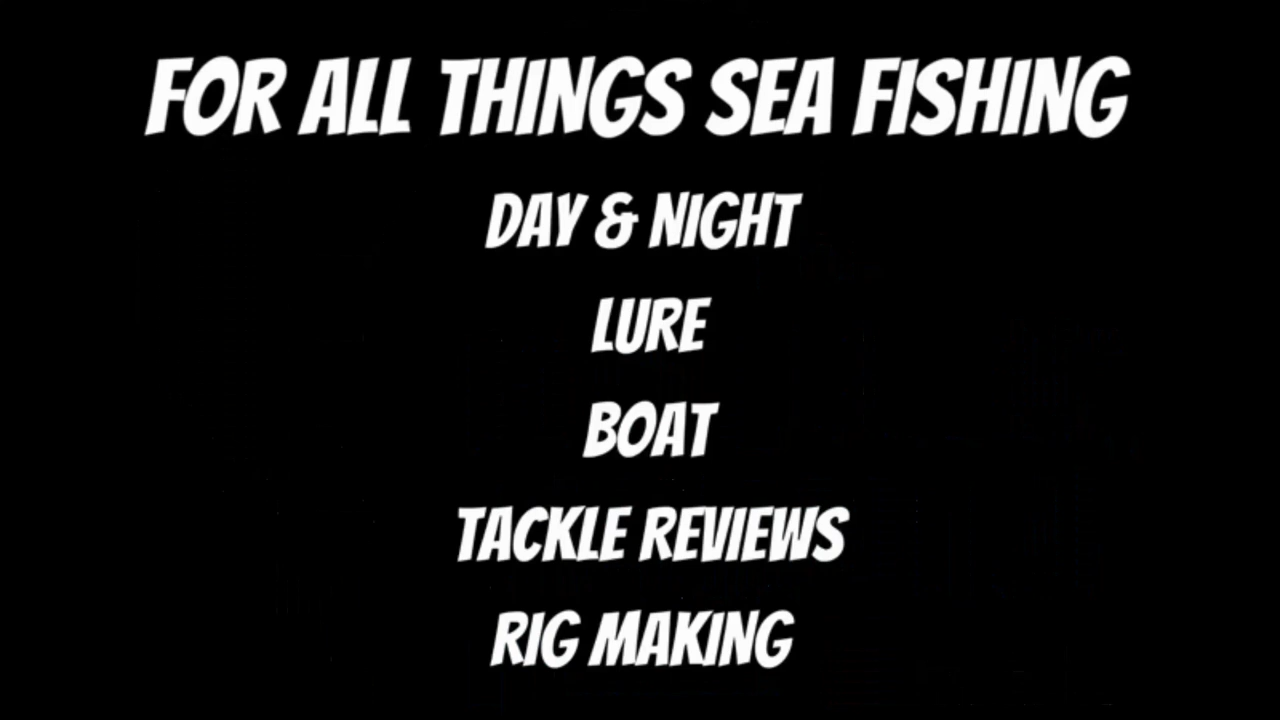 FOR ALL THINGS SEA FISHING
DAY & NIGHT
LURE
BOAT
TACKLE REVIEWS
RIG MAKING